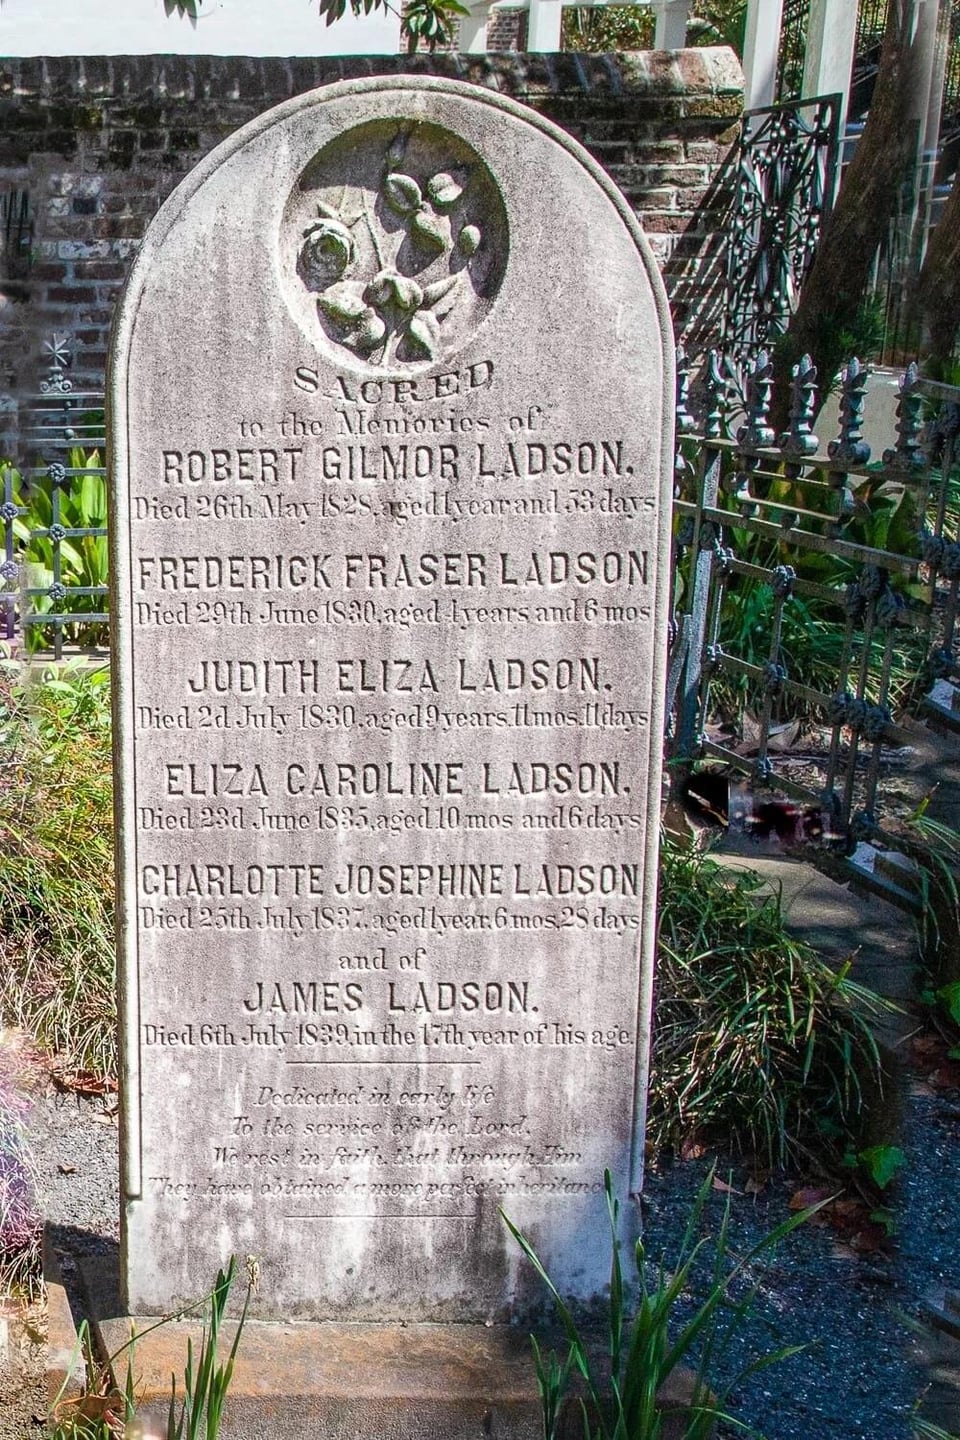 SACRED
to the Memories of
ROBERT GILMOR LADSON.
Died 26th May 1828, aged 1 year and 53 days
FREDERICK FRASER LADSON
Died 29th June 1830, aged 4 years and 6 mos
JUDITH ELIZA LADSON.
Died 2d July 1830, aged 9 years, 11 mos, 11 days
ELIZA CAROLINE LADSON.
Died 23d June 1835, aged 10 mos and 6 days
CHARLOTTE JOSEPHINE LADSON
Died 25th July 1837, aged 1 year, 6 mos, 28 days
and of
JAMES LADSON.
Died 6th July 1839, in the 17th year of his age.
Dedicated in early life
To the service of the Lord,
We rest in faith, that through Him
They have obtained a more perfect inheritance